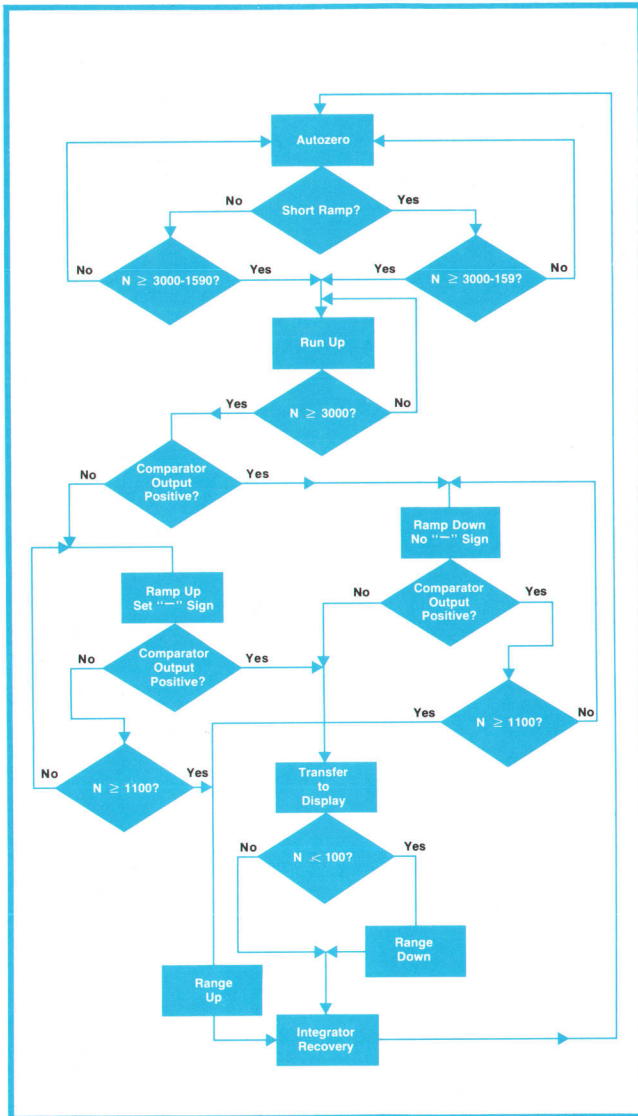 Autozero
No
Short Ramp?
Yes
No
N ≥ 3000-1590?
Yes
Yes
N ≥ 3000-159?
No
Run Up
Yes
N ≥ 3000?
No
No
Comparator
Output
Positive?
Yes
Ramp Down
No "—" Sign
Ramp Up
Set "—" Sign
No
Comparator
Output
Positive?
Yes
No
Comparator
Output
Positive?
Yes
Yes
N ≥ 1100?
No
No
N ≥ 1100?
Yes
Transfer
to
Display
No
N < 100?
Yes
Range
Down
Range
Up
Integrator
Recovery